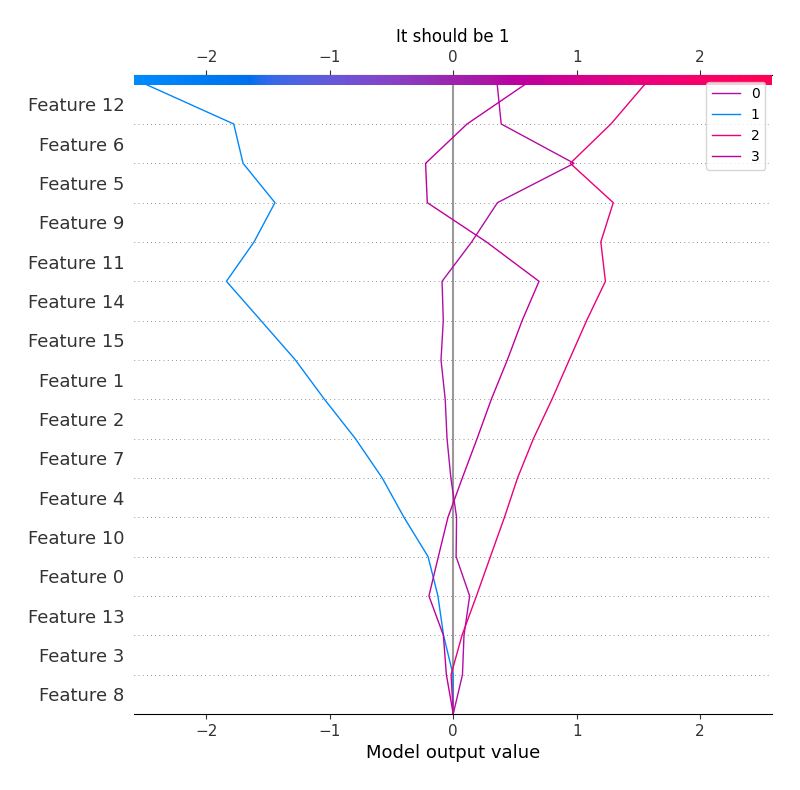 It should be 1
−2 −1 0 1 2
0
1
2
3
Feature 12
Feature 6
Feature 5
Feature 9
Feature 11
Feature 14
Feature 15
Feature 1
Feature 2
Feature 7
Feature 4
Feature 10
Feature 0
Feature 13
Feature 3
Feature 8
−2 −1 0 1 2
Model output value